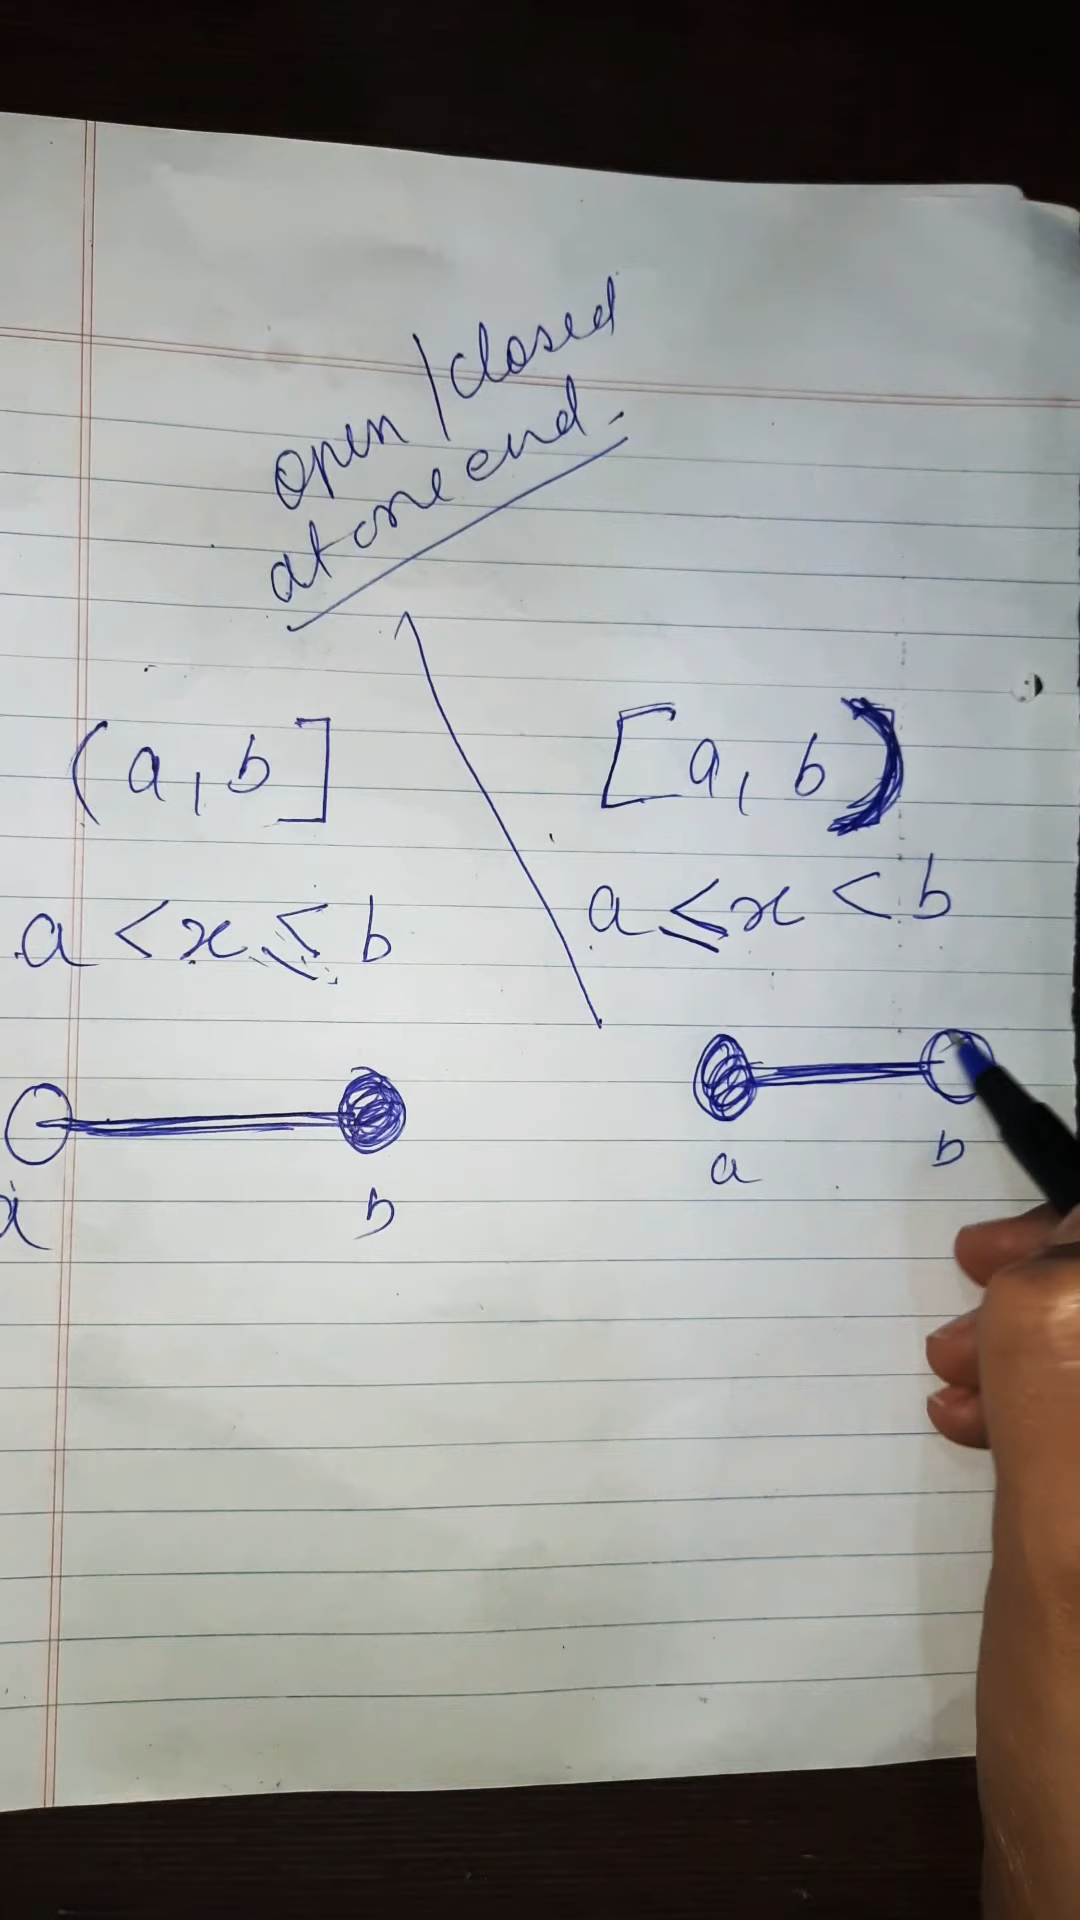 open/closed
at one end.
(a, b]
[a, b)
a < x ≤ b
a ≤ x < b
a b
a b